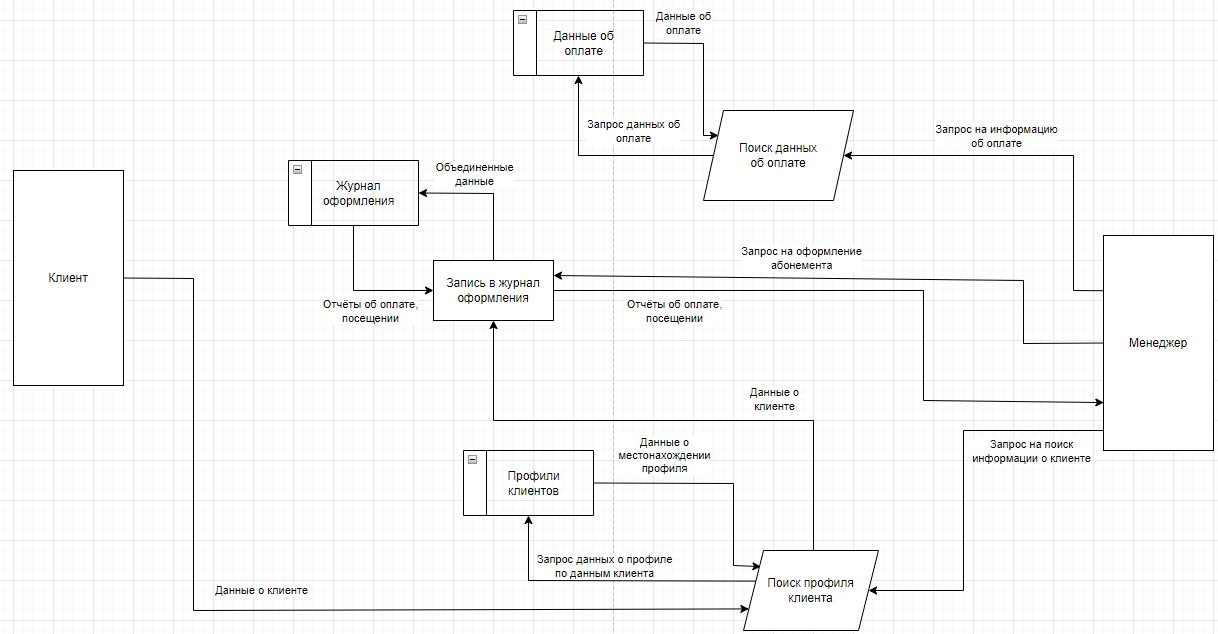 Данные об
оплате
Данные об
оплате
Запрос данных об
оплате
Поиск данных
об оплате
Запрос на информацию
об оплате
Объединенные
данные
Журнал
оформления
Клиент
Запись в журнал
оформления
Запрос на оформление
абонемента
Отчёты об оплате,
посещении
Отчёты об оплате,
посещении
Менеджер
Данные о
клиенте
Данные о
местонахождении
профиля
Запрос на поиск
информации о клиенте
Профили
клиентов
Запрос данных о профиле
по данным клиента
Поиск профиля
клиента
Данные о клиенте